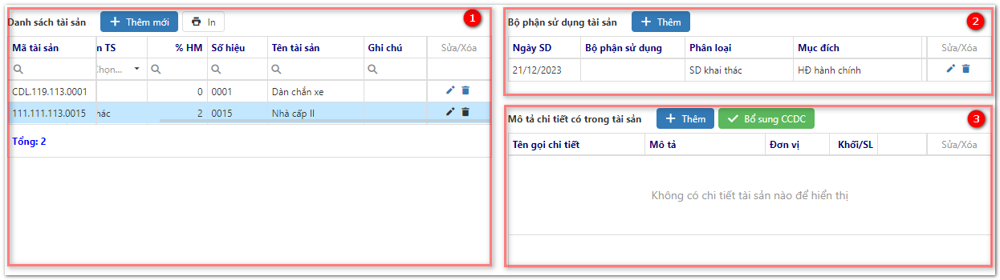 Danh sách tài sản
Thêm mới
In
1
Mã tài sản
n TS
% HM
Số hiệu
Tên tài sản
Ghi chú
Sửa/Xóa
Chọn...
CDL.119.113.0001
0
0001
Dàn chắn xe
111.111.113.0015
hác
2
0015
Nhà cấp II
Tổng: 2
Bộ phận sử dụng tài sản
Thêm
2
Ngày SD
Bộ phận sử dụng
Phân loại
Mục đích
Sửa/Xóa
21/12/2023
SD khai thác
HĐ hành chính
Mô tả chi tiết có trong tài sản
Thêm
Bổ sung CCDC
3
Tên gọi chi tiết
Mô tả
Đơn vị
Khối/SL
Sửa/Xóa
Không có chi tiết tài sản nào để hiển thị